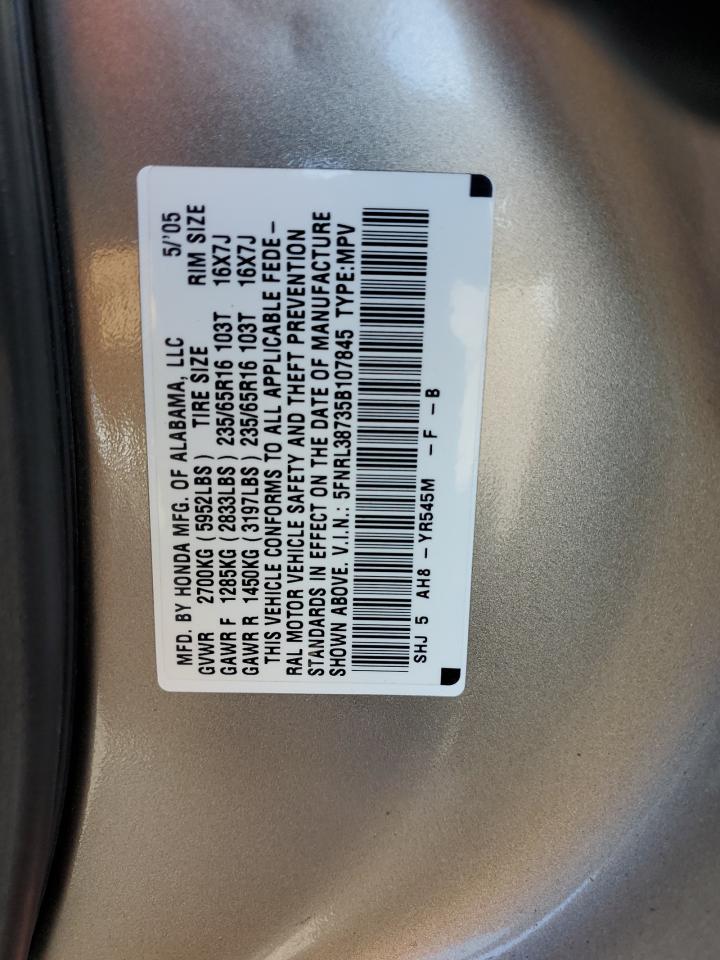 MFD. BY HONDA MFG. OF ALABAMA, LLC 5/'05
GVWR 2700KG (5952LBS) TIRE SIZE RIM SIZE
GAWR F 1285KG (2833LBS) 235/65R16 103T 16X7J
GAWR R 1450KG (3197LBS) 235/65R16 103T 16X7J
THIS VEHICLE CONFORMS TO ALL APPLICABLE FEDE-
RAL MOTOR VEHICLE SAFETY AND THEFT PREVENTION
STANDARDS IN EFFECT ON THE DATE OF MANUFACTURE
SHOWN ABOVE. V.I.N.: 5FNRL38735B107845 TYPE:MPV
SHJ 5 AH8 - YR545M - F - B